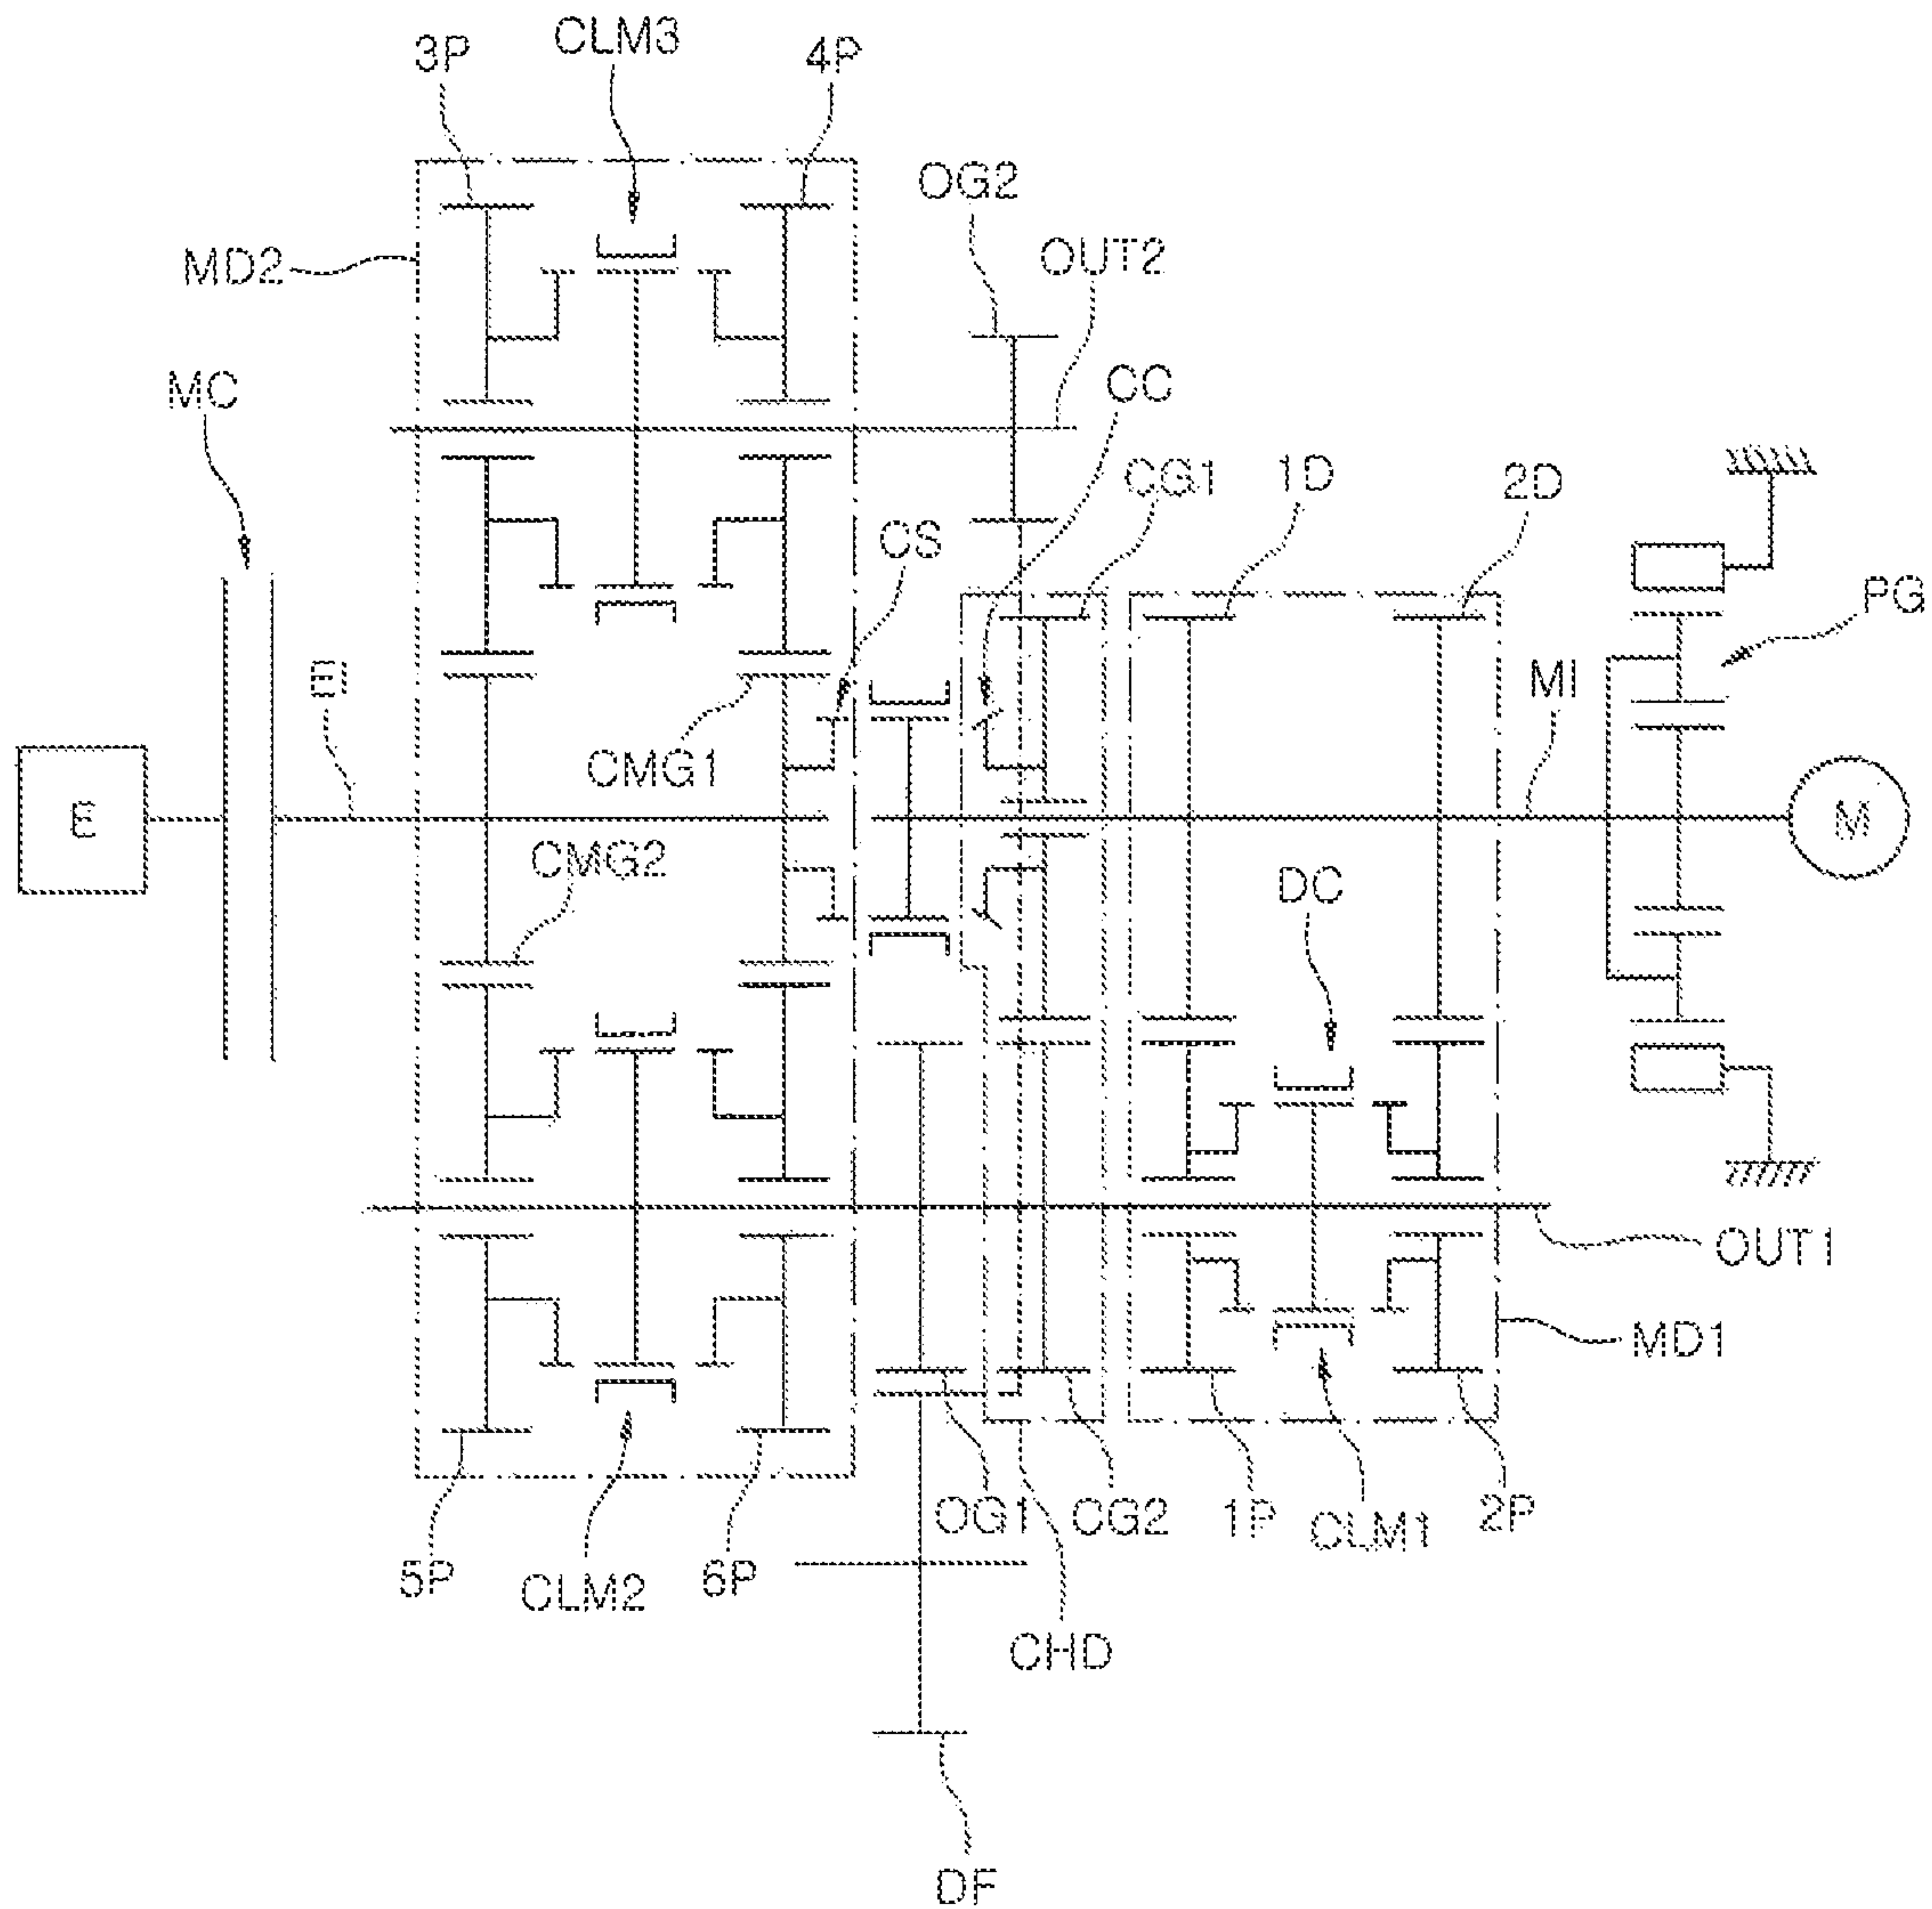 CLM3
3P
4P
OG2
MD2
OUT2
MC
CC
CG1
1D
2D
CS
PG
EI
MI
CMG1
E
M
CMG2
DC
OUT1
MD1
OG1
CG2
1P
CLM1
2P
5P
CLM2
6P
CHD
DF